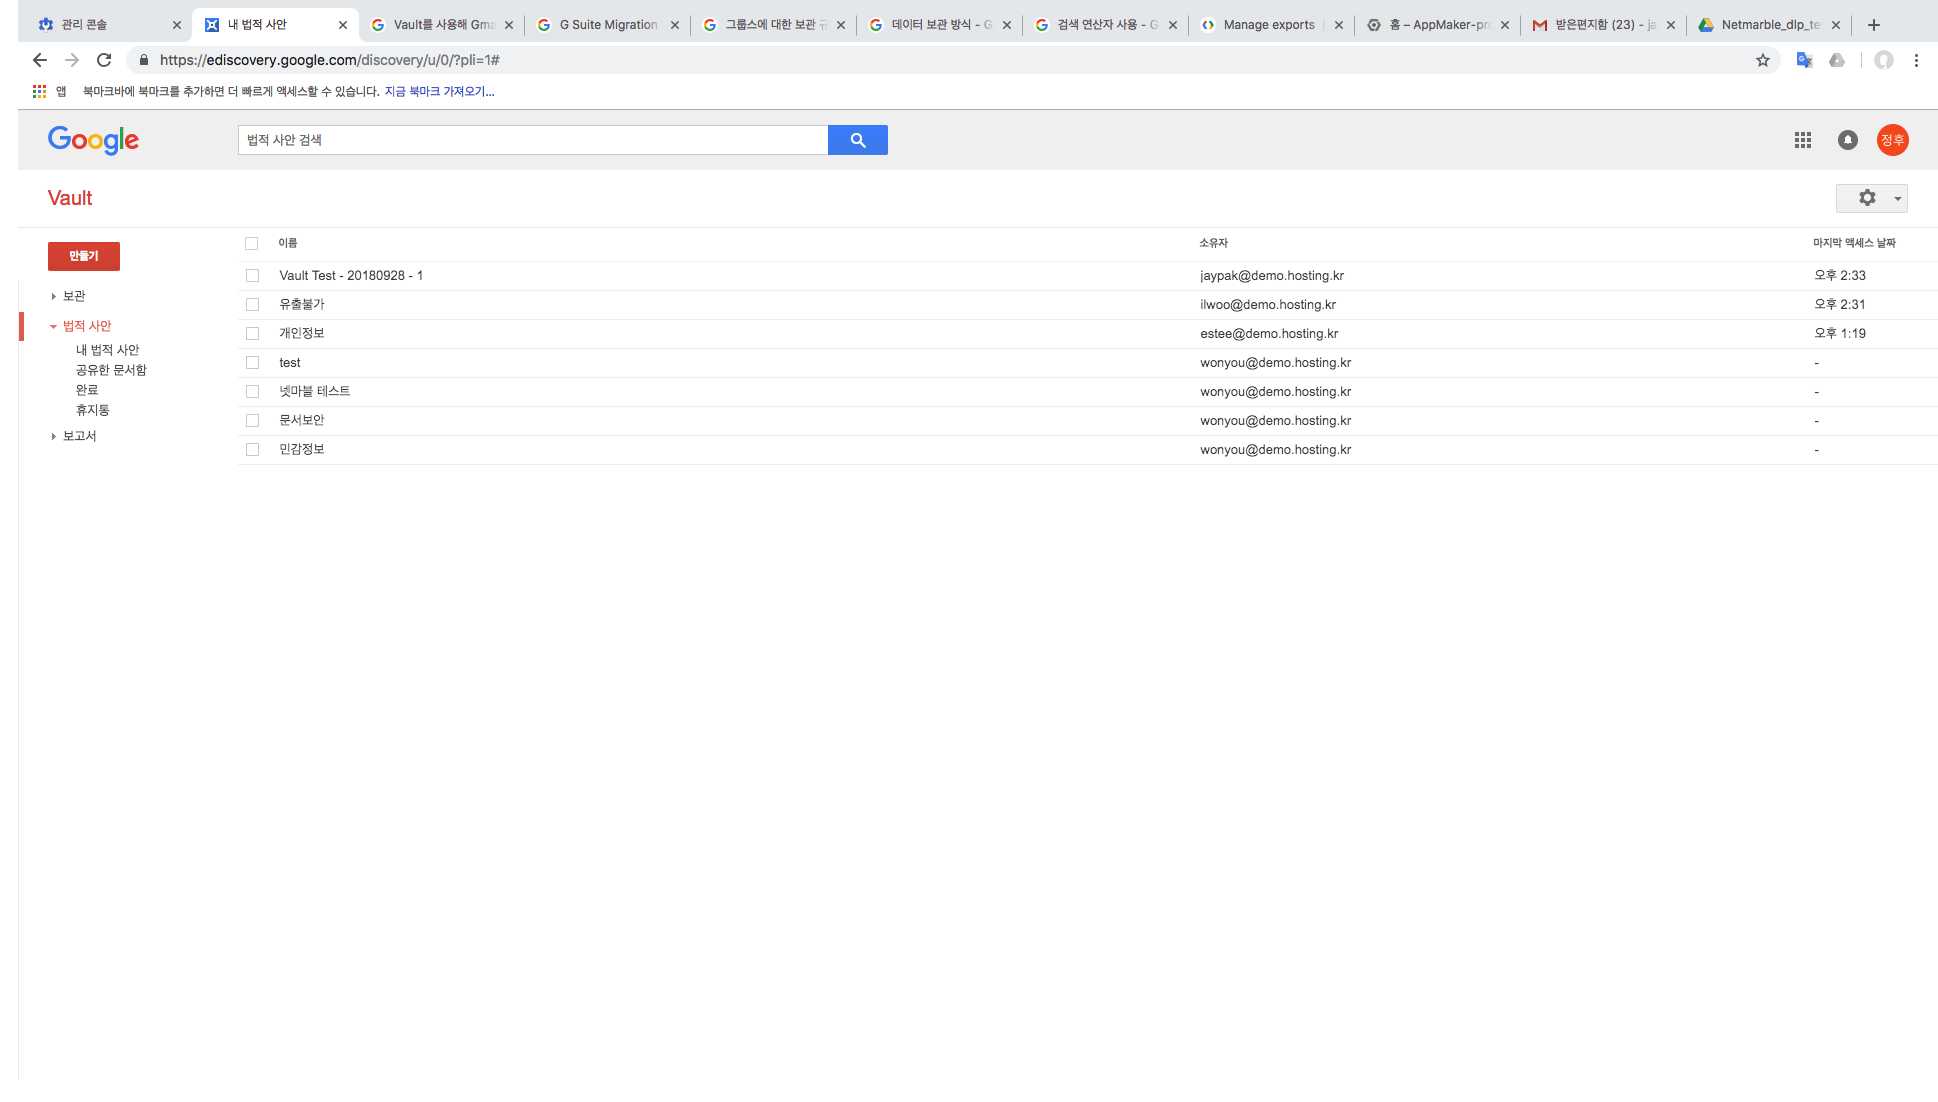 관리 콘솔
내 법적 사안
Vault를 사용해 Gma
G Suite Migration
그룹스에 대한 보관 규
데이터 보관 방식 - G
검색 연산자 사용 - G
Manage exports
홈 – AppMaker-pro
받은편지함 (23) - ja
Netmarble_dlp_te
https://ediscovery.google.com/discovery/u/0/?pli=1#
앱 북마크바에 북마크를 추가하면 더 빠르게 액세스할 수 있습니다. 지금 북마크 가져오기...
Google
법적 사안 검색
정후
Vault
만들기
보관
법적 사안
내 법적 사안
공유한 문서함
완료
휴지통
보고서
이름 소유자 마지막 액세스 날짜
Vault Test - 20180928 - 1 jaypak@demo.hosting.kr 오후 2:33
유출불가 ilwoo@demo.hosting.kr 오후 2:31
개인정보 estee@demo.hosting.kr 오후 1:19
test wonyou@demo.hosting.kr -
넷마블 테스트 wonyou@demo.hosting.kr -
문서보안 wonyou@demo.hosting.kr -
민감정보 wonyou@demo.hosting.kr -